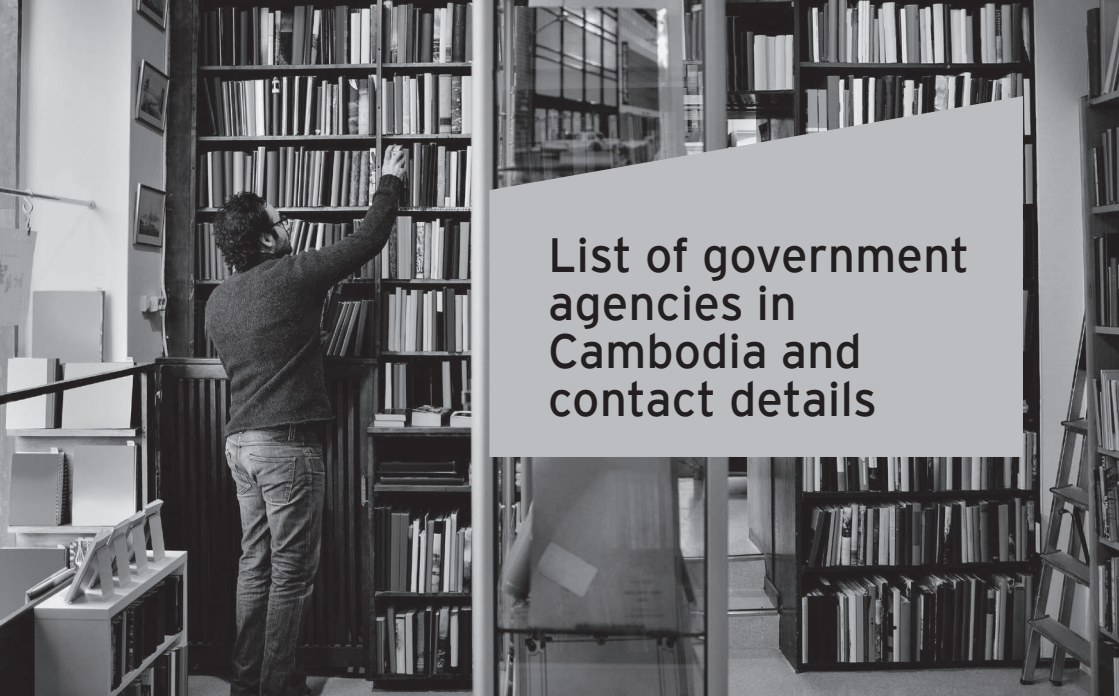 List of government
agencies in
Cambodia and
contact details